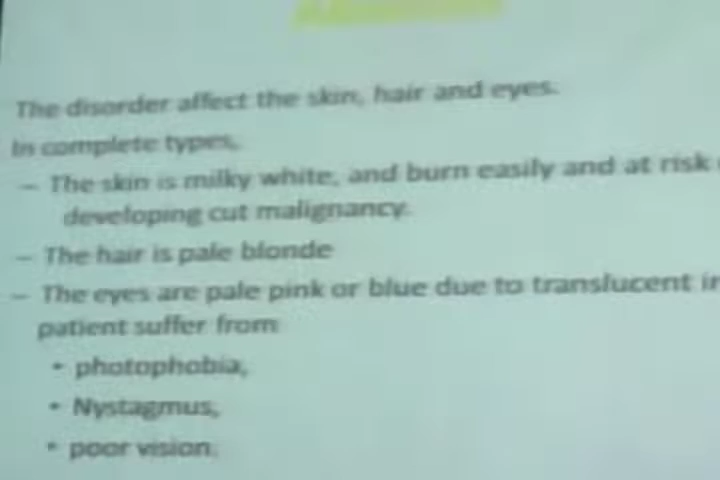 The disorder affect the skin, hair and eyes.
In complete types,
– The skin is milky white, and burn easily and at risk
developing cut malignancy.
– The hair is pale blonde
– The eyes are pale pink or blue due to translucent
patient suffer from
• photophobia,
• Nystagmus,
• poor vision.